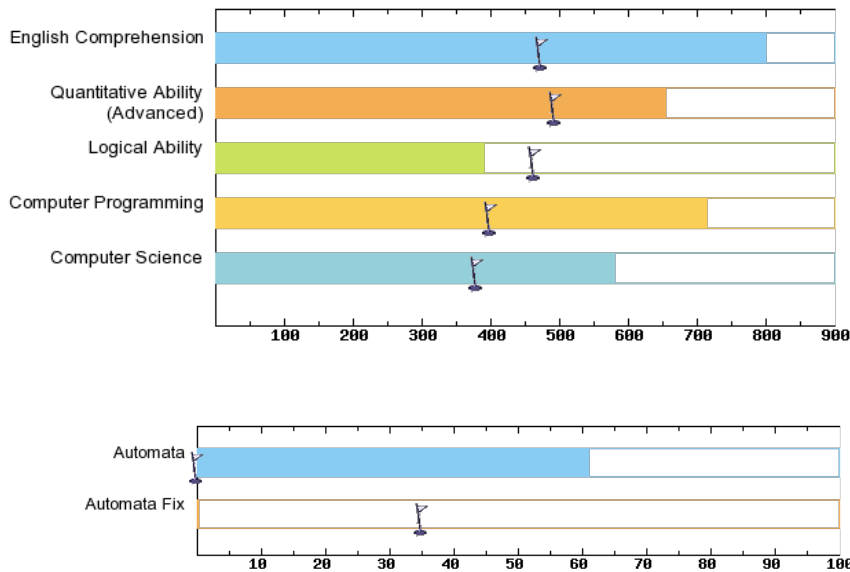 English Comprehension
Quantitative Ability
(Advanced)
Logical Ability
Computer Programming
Computer Science
100 200 300 400 500 600 700 800 900
Automata
Automata Fix
10 20 30 40 50 60 70 80 90 100